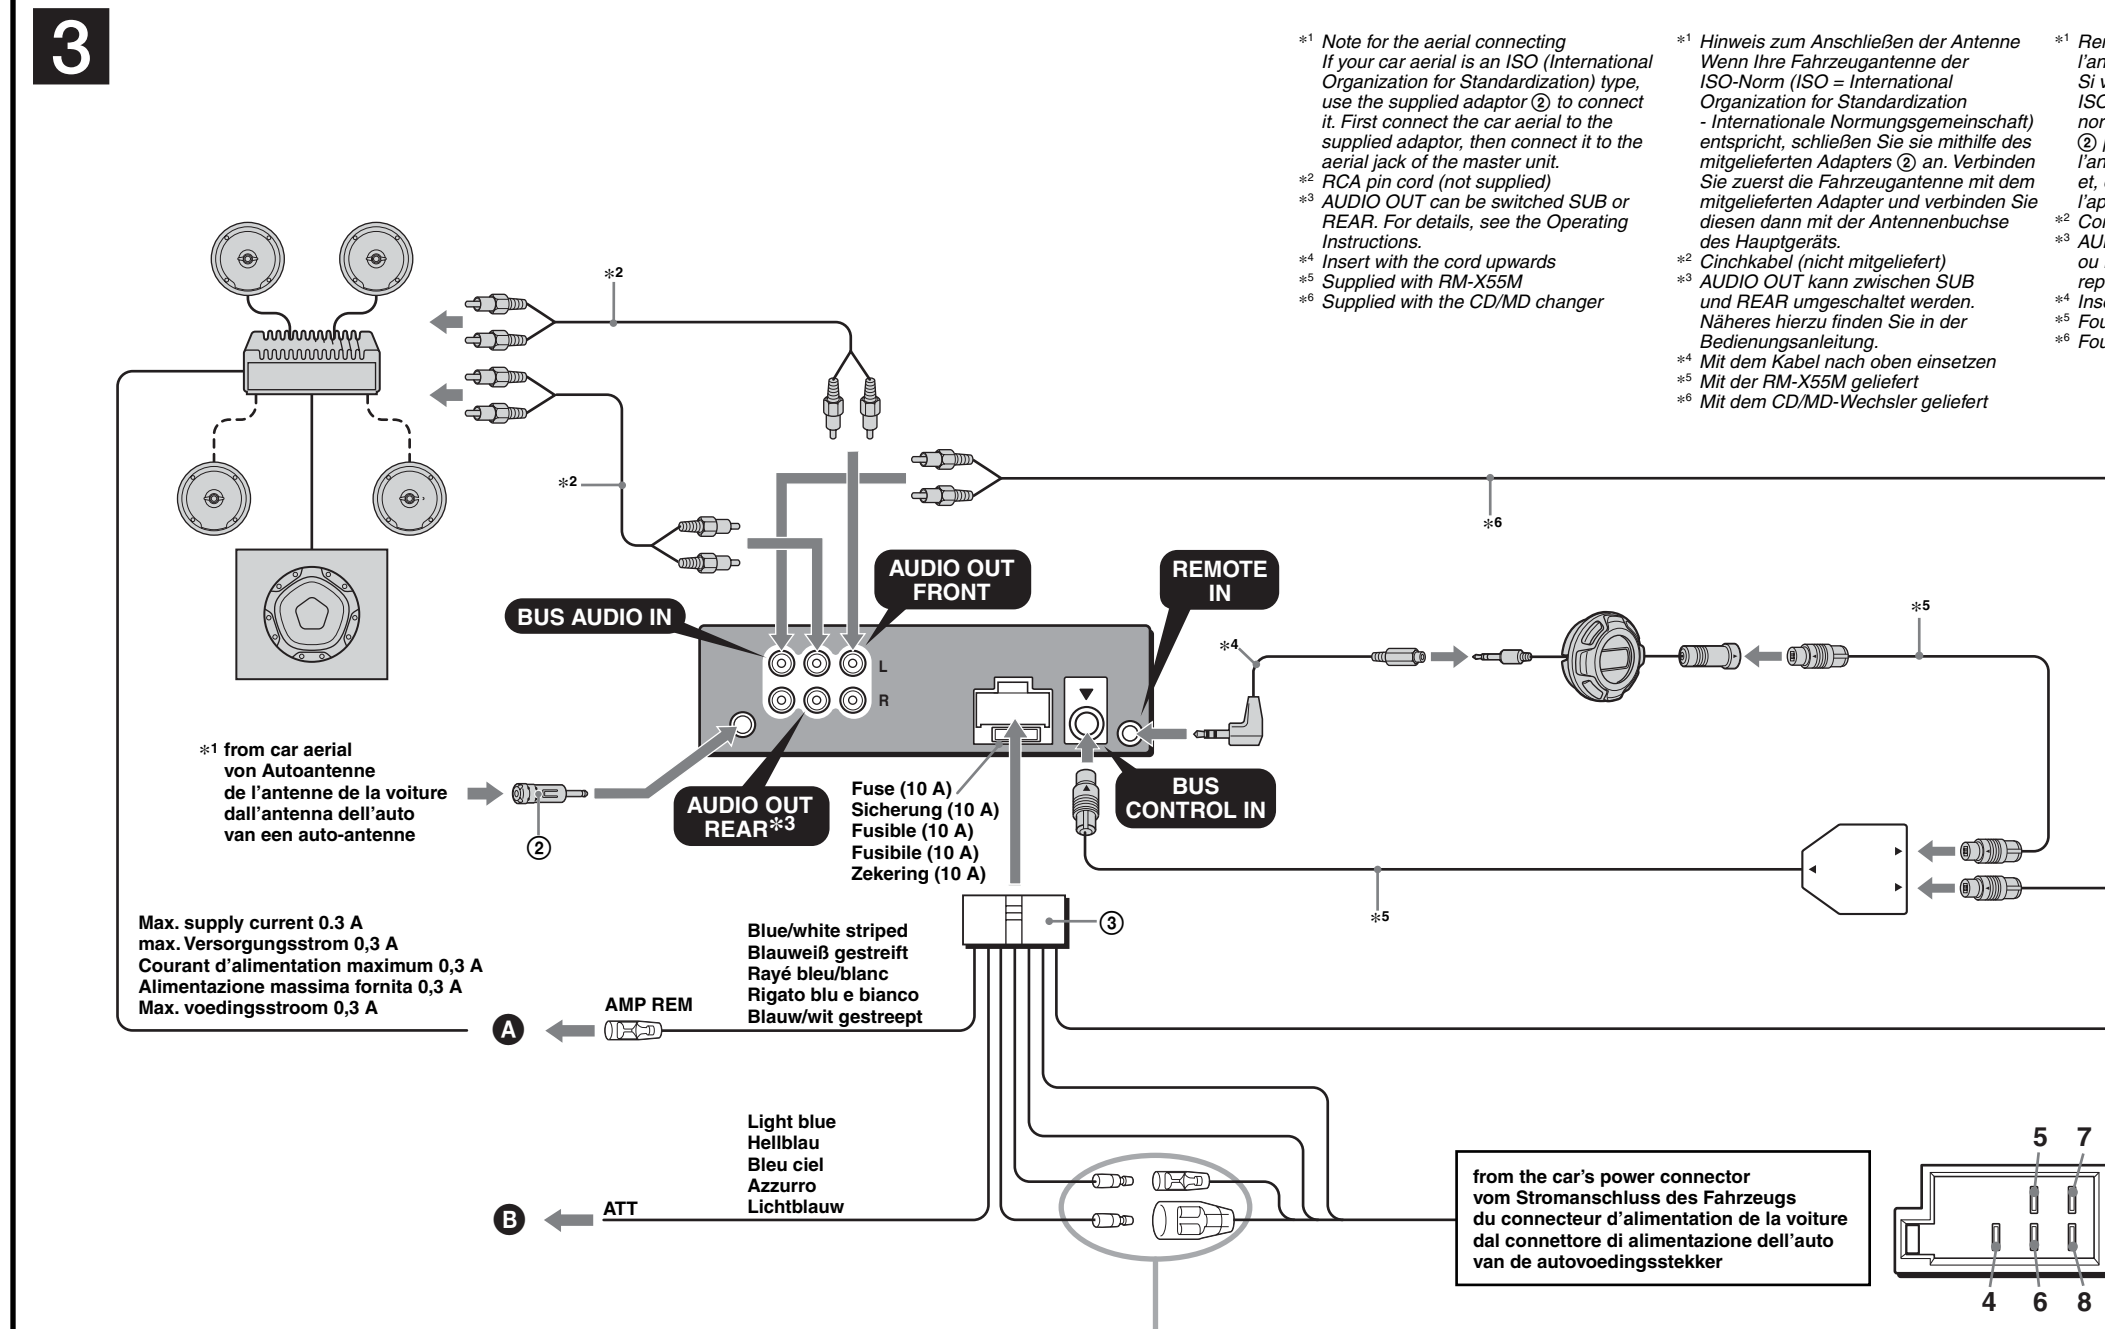 3
*1 Note for the aerial connecting
If your car aerial is an ISO (International
Organization for Standardization) type,
use the supplied adaptor ② to connect
it. First connect the car aerial to the
supplied adaptor, then connect it to the
aerial jack of the master unit.
*2 RCA pin cord (not supplied)
*3 AUDIO OUT can be switched SUB or
REAR. For details, see the Operating
Instructions.
*4 Insert with the cord upwards
*5 Supplied with RM-X55M
*6 Supplied with the CD/MD changer
*1 Hinweis zum Anschließen der Antenne
Wenn Ihre Fahrzeugantenne der
ISO-Norm (ISO = International
Organization for Standardization
- Internationale Normungsgemeinschaft)
entspricht, schließen Sie sie mithilfe des
mitgelieferten Adapters ② an. Verbinden
Sie zuerst die Fahrzeugantenne mit dem
mitgelieferten Adapter und verbinden Sie
diesen dann mit der Antennenbuchse
des Hauptgeräts.
*2 Cinchkabel (nicht mitgeliefert)
*3 AUDIO OUT kann zwischen SUB
und REAR umgeschaltet werden.
Näheres hierzu finden Sie in der
Bedienungsanleitung.
*4 Mit dem Kabel nach oben einsetzen
*5 Mit der RM-X55M geliefert
*6 Mit dem CD/MD-Wechsler geliefert
*1
Si
②
et,
*2
*3
ou
*4
*5
*6
*2
*2
*6
AUDIO OUT
FRONT
REMOTE
IN
BUS AUDIO IN
*5
*4
L
R
*1 from car aerial
von Autoantenne
de l'antenne de la voiture
dall'antenna dell'auto
van een auto-antenne
②
AUDIO OUT
REAR*3
Fuse (10 A)
Sicherung (10 A)
Fusible (10 A)
Fusibile (10 A)
Zekering (10 A)
BUS
CONTROL IN
*5
③
Max. supply current 0.3 A
max. Versorgungsstrom 0,3 A
Courant d'alimentation maximum 0,3 A
Alimentazione massima fornita 0,3 A
Max. voedingsstroom 0,3 A
Blue/white striped
Blauweiß gestreift
Rayé bleu/blanc
Rigato blu e bianco
Blauw/wit gestreept
A
AMP REM
Light blue
Hellblau
Bleu ciel
Azzurro
Lichtblauw
B
ATT
from the car's power connector
vom Stromanschluss des Fahrzeugs
du connecteur d'alimentation de la voiture
dal connettore di alimentazione dell'auto
van de autovoedingsstekker
5 7
4 6 8